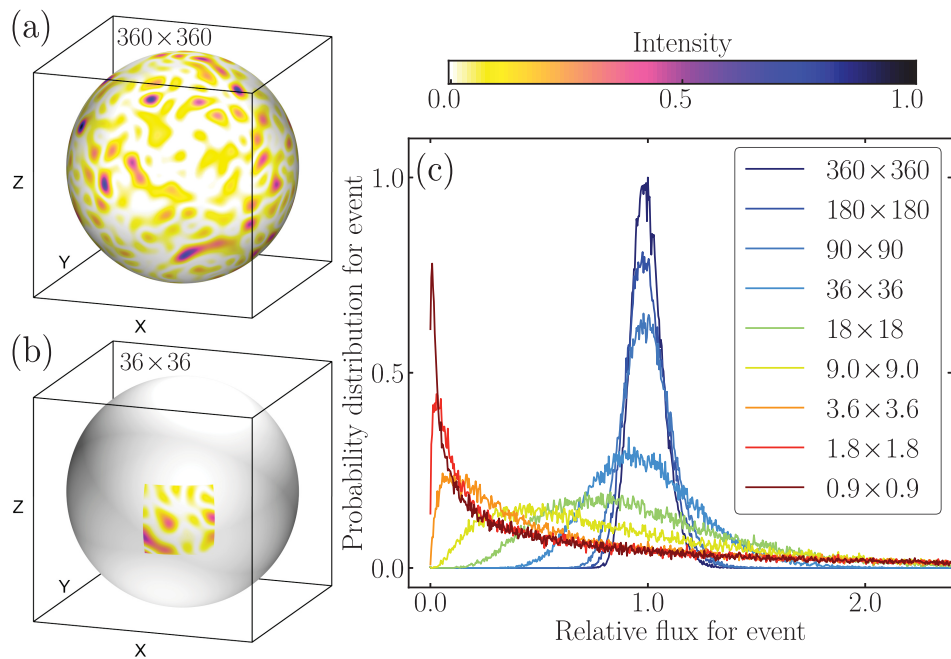 (a)
360×360
Z
Y
X
(b)
36×36
Z
Y
X
Intensity
0.0 0.5 1.0
(c)
Probability distribution for event
1.0
0.5
0.0
360×360
180×180
90×90
36×36
18×18
9.0×9.0
3.6×3.6
1.8×1.8
0.9×0.9
0.0 1.0 2.0
Relative flux for event